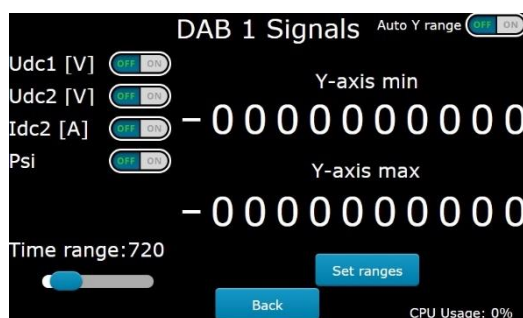 DAB 1 Signals
Auto Y range OFF ON
Udc1 [V] OFF ON
Udc2 [V] OFF ON
Idc2 [A] OFF ON
Psi OFF ON
Y-axis min
-0000000000
Y-axis max
-0000000000
Time range:720
Set ranges
Back
CPU Usage: 0%